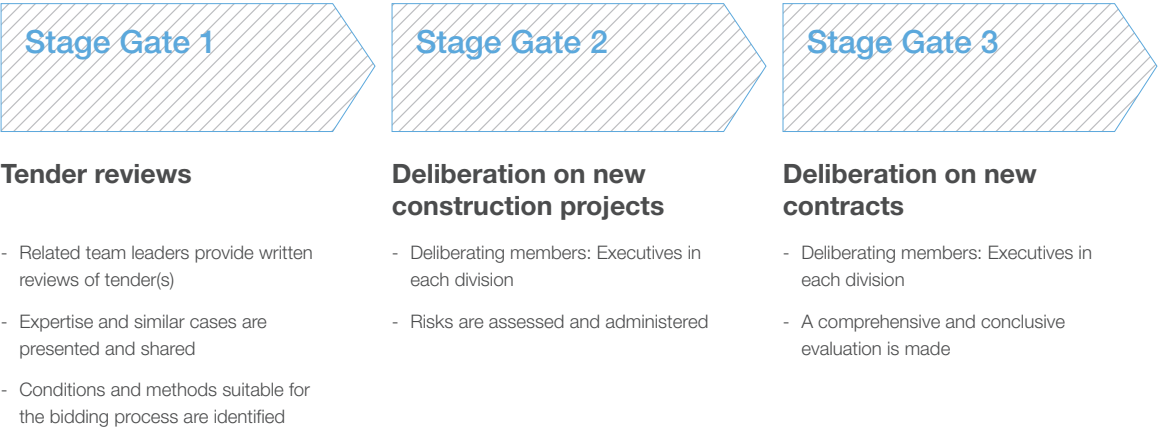 Stage Gate 1
Tender reviews
- Related team leaders provide written
reviews of tender(s)
- Expertise and similar cases are
presented and shared
- Conditions and methods suitable for
the bidding process are identified
Stage Gate 2
Deliberation on new
construction projects
- Deliberating members: Executives in
each division
- Risks are assessed and administered
Stage Gate 3
Deliberation on new
contracts
- Deliberating members: Executives in
each division
- A comprehensive and conclusive
evaluation is made